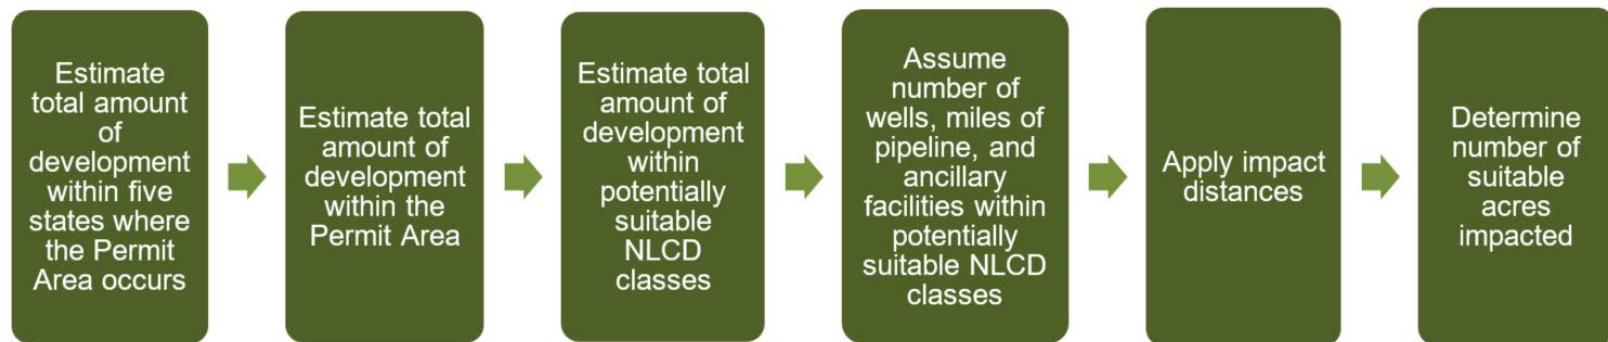 Estimate
total amount
of
development
within five
states where
the Permit
Area occurs
Estimate total
amount of
development
within the
Permit Area
Estimate total
amount of
development
within
potentially
suitable
NLCD
classes
Assume
number of
wells, miles of
pipeline, and
ancillary
facilities within
potentially
suitable NLCD
classes
Apply impact
distances
Determine
number of
suitable
acres
impacted